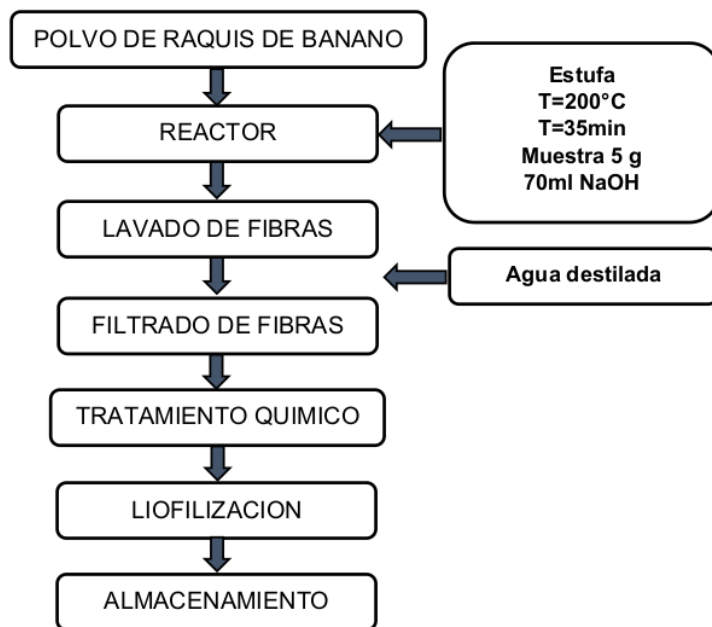 POLVO DE RAQUIS DE BANANO
REACTOR
Estufa
T=200°C
T=35min
Muestra 5 g
70ml NaOH
LAVADO DE FIBRAS
Agua destilada
FILTRADO DE FIBRAS
TRATAMIENTO QUIMICO
LIOFILIZACION
ALMACENAMIENTO